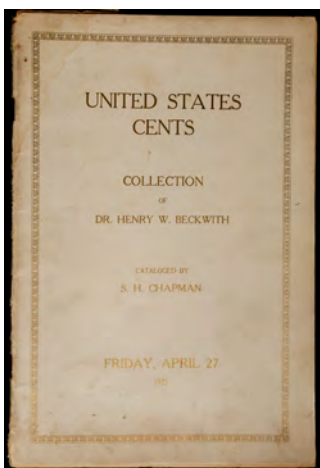 UNITED STATES
CENTS
COLLECTION
OF
DR. HENRY W. BECKWITH
CATALOGED BY
S. H. CHAPMAN
FRIDAY, APRIL 27